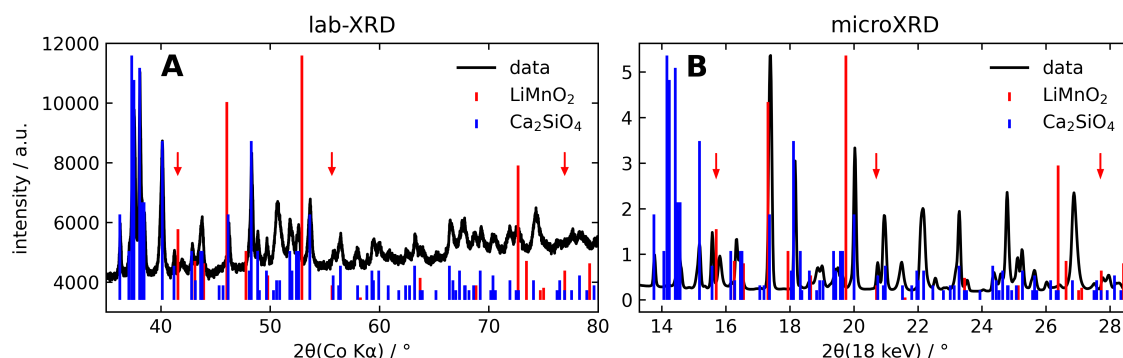 lab-XRD
microXRD
A
B
data
LiMnO₂
Ca₂SiO₄
data
LiMnO₂
Ca₂SiO₄
intensity / a.u.
12000
10000
8000
6000
4000
5
4
3
2
1
0
40 50 60 70 80
14 16 18 20 22 24 26 28
2θ(Co Kα) / °
2θ(18 keV) / °